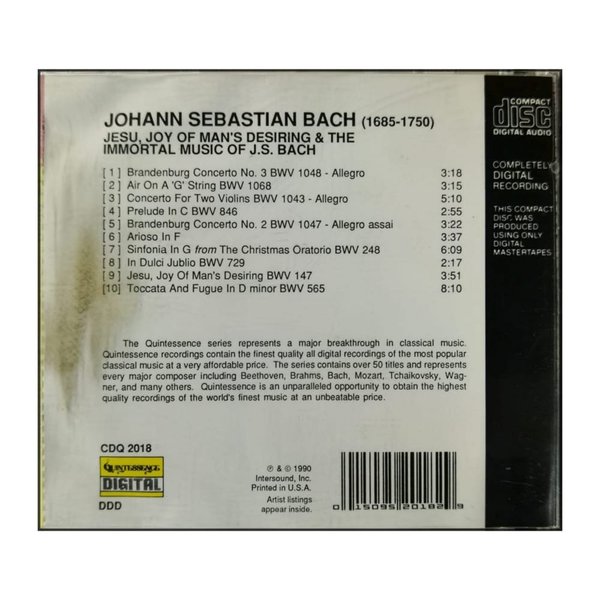 JOHANN SEBASTIAN BACH (1685-1750)
JESU, JOY OF MAN'S DESIRING & THE
IMMORTAL MUSIC OF J.S. BACH
[ 1 ] Brandenburg Concerto No. 3 BWV 1048 - Allegro 3:18
[ 2 ] Air On A 'G' String BWV 1068 3:15
[ 3 ] Concerto For Two Violins BWV 1043 - Allegro 5:10
[ 4 ] Prelude In C BWV 846 2:55
[ 5 ] Brandenburg Concerto No. 2 BWV 1047 - Allegro assai 3:22
[ 6 ] Arioso In F 3:37
[ 7 ] Sinfonia In G from The Christmas Oratorio BWV 248 6:09
[ 8 ] In Dulci Jublio BWV 729 2:17
[ 9 ] Jesu, Joy Of Man's Desiring BWV 147 3:51
[10] Toccata And Fugue In D minor BWV 565 8:10
The Quintessence series represents a major breakthrough in classical music.
Quintessence recordings contain the finest quality all digital recordings of the most popular
classical music at a very affordable price. The series contains over 50 titles and represents
every major composer including Beethoven, Brahms, Bach, Mozart, Tchaikovsky, Wag-
ner, and many others. Quintessence is an unparalleled opportunity to obtain the highest
quality recordings of the world's finest music at an unbeatable price.
CDQ 2018
QUINTESSENCE
DIGITAL
DDD
℗ & © 1990
Intersound, Inc.
Printed in U.S.A.
Artist listings
appear inside.
0 15095 20182 9
COMPACT
disc
DIGITAL AUDIO
COMPLETELY
DIGITAL
RECORDING
THIS COMPACT
DISC WAS
PRODUCED
USING ONLY
DIGITAL
MASTERTAPES